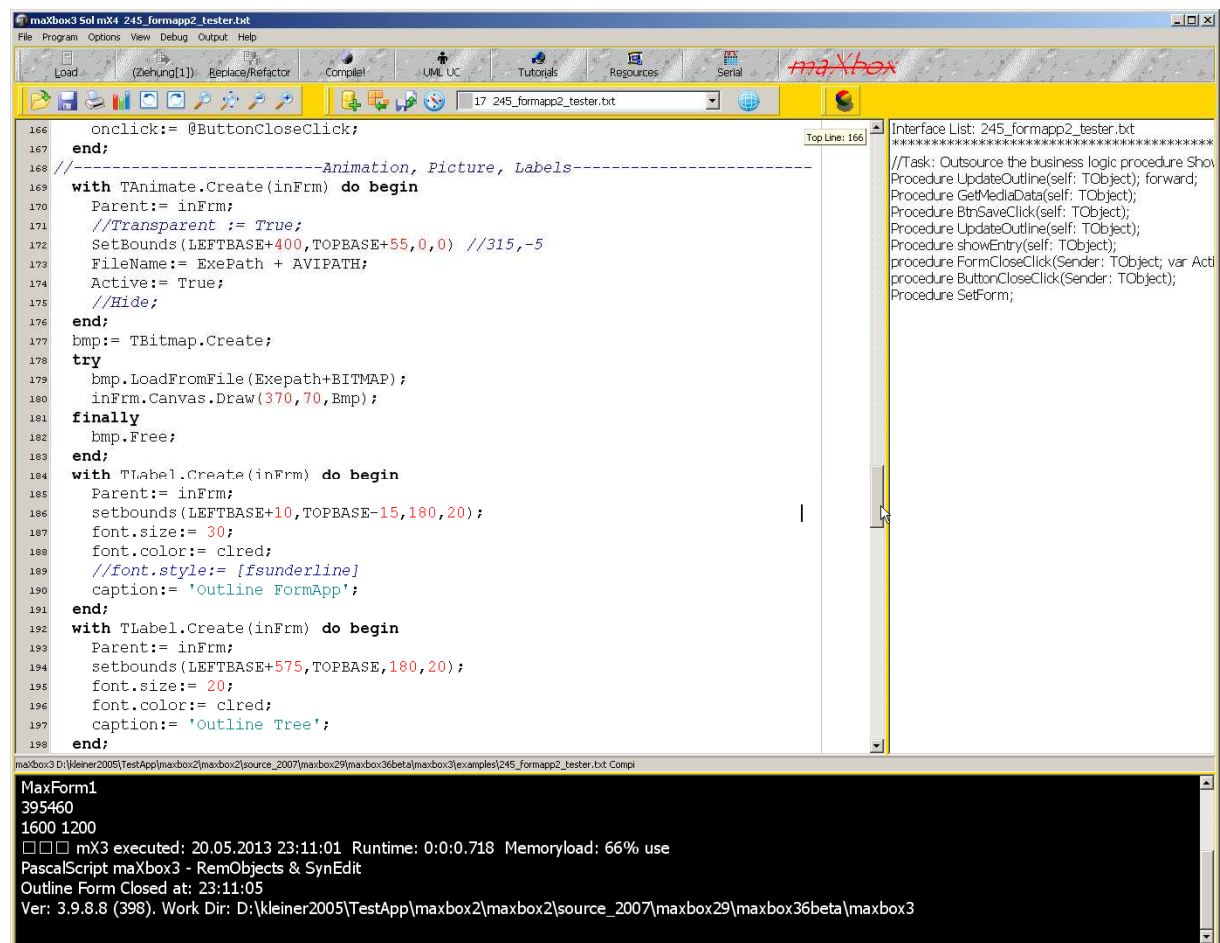 maXbox3 Sol mX4 245_formapp2_tester.txt
File Program Options View Debug Output Help
Load (Ziehung[1]) Replace/Refactor Compile! UML UC Tutorials Resources Serial maXbox
17 245_formapp2_tester.txt
Top Line: 166
166 onclick:= @ButtonCloseClick;
167 end;
168 //---------------------------Animation, Picture, Labels--------------------------
169 with TAnimate.Create(inFrm) do begin
170 Parent:= inFrm;
171 //Transparent := True;
172 SetBounds(LEFTBASE+400,TOPBASE+55,0,0) //315,-5
173 FileName:= ExePath + AVIPATH;
174 Active:= True;
175 //Hide;
176 end;
177 bmp:= TBitmap.Create;
178 try
179 bmp.LoadFromFile(Exepath+BITMAP);
180 inFrm.Canvas.Draw(370,70,Bmp);
181 finally
182 bmp.Free;
183 end;
184 with TLabel.Create(inFrm) do begin
185 Parent:= inFrm;
186 setbounds(LEFTBASE+10,TOPBASE-15,180,20);
187 font.size:= 30;
188 font.color:= clred;
189 //font.style:= [fsunderline]
190 caption:= 'Outline FormApp';
191 end;
192 with TLabel.Create(inFrm) do begin
193 Parent:= inFrm;
194 setbounds(LEFTBASE+575,TOPBASE,180,20);
195 font.size:= 20;
196 font.color:= clred;
197 caption:= 'Outline Tree';
198 end;
Interface List: 245_formapp2_tester.txt
******************************************************
//Task: Outsource the business logic procedure Shov
Procedure UpdateOutline(self: TObject); forward;
Procedure GetMediaData(self: TObject);
Procedure BtnSaveClick(self: TObject);
Procedure UpdateOutline(self: TObject);
Procedure showEntry(self: TObject);
procedure FormCloseClick(Sender: TObject; var Acti
procedure ButtonCloseClick(Sender: TObject);
Procedure SetForm;
maXbox3 D:\kleiner2005\TestApp\maxbox2\maxbox2\source_2007\maxbox29\maxbox36beta\maxbox3\examples\245_formapp2_tester.txt Compi
MaxForm1
395460
1600 1200
□□□ mX3 executed: 20.05.2013 23:11:01 Runtime: 0:0:0.718 Memoryload: 66% use
PascalScript maXbox3 - RemObjects & SynEdit
Outline Form Closed at: 23:11:05
Ver: 3.9.8.8 (398). Work Dir: D:\kleiner2005\TestApp\maxbox2\maxbox2\source_2007\maxbox29\maxbox36beta\maxbox3